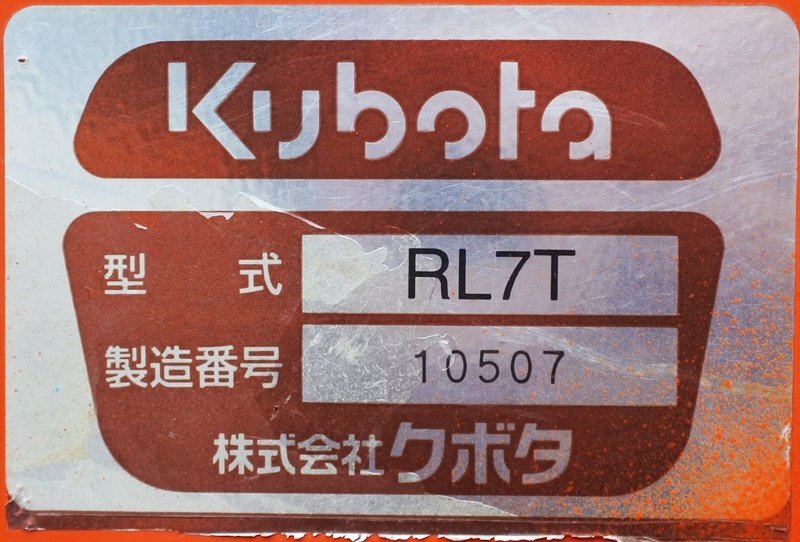 Kubota
型 式 RL7T
製造番号 10507
株式会社クボタ